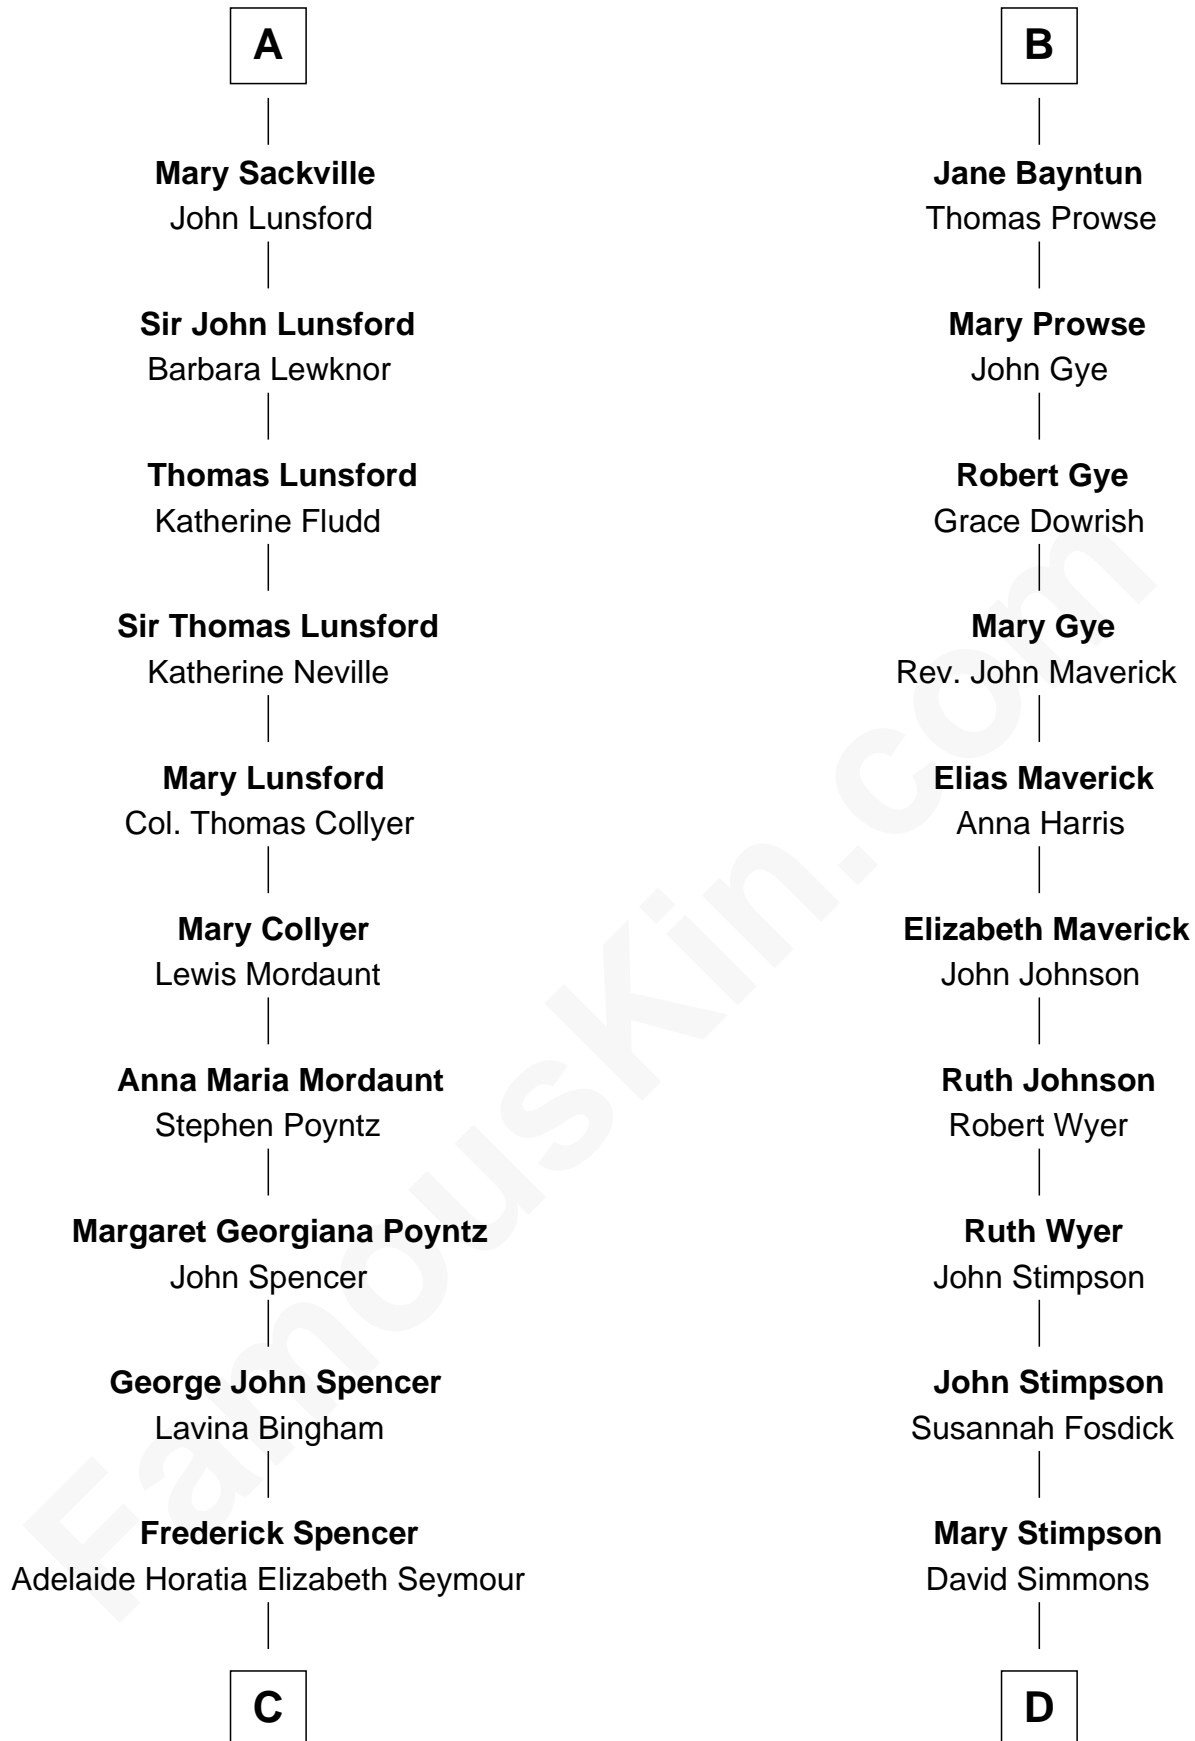 A
Mary Sackville
John Lunsford
Sir John Lunsford
Barbara Lewknor
Thomas Lunsford
Katherine Fludd
Sir Thomas Lunsford
Katherine Neville
Mary Lunsford
Col. Thomas Collyer
Mary Collyer
Lewis Mordaunt
Anna Maria Mordaunt
Stephen Poyntz
Margaret Georgiana Poyntz
John Spencer
George John Spencer
Lavina Bingham
Frederick Spencer
Adelaide Horatia Elizabeth Seymour
C
B
Jane Bayntun
Thomas Prowse
Mary Prowse
John Gye
Robert Gye
Grace Dowrish
Mary Gye
Rev. John Maverick
Elias Maverick
Anna Harris
Elizabeth Maverick
John Johnson
Ruth Johnson
Robert Wyer
Ruth Wyer
John Stimpson
John Stimpson
Susannah Fosdick
Mary Stimpson
David Simmons
D
FamousKin.com